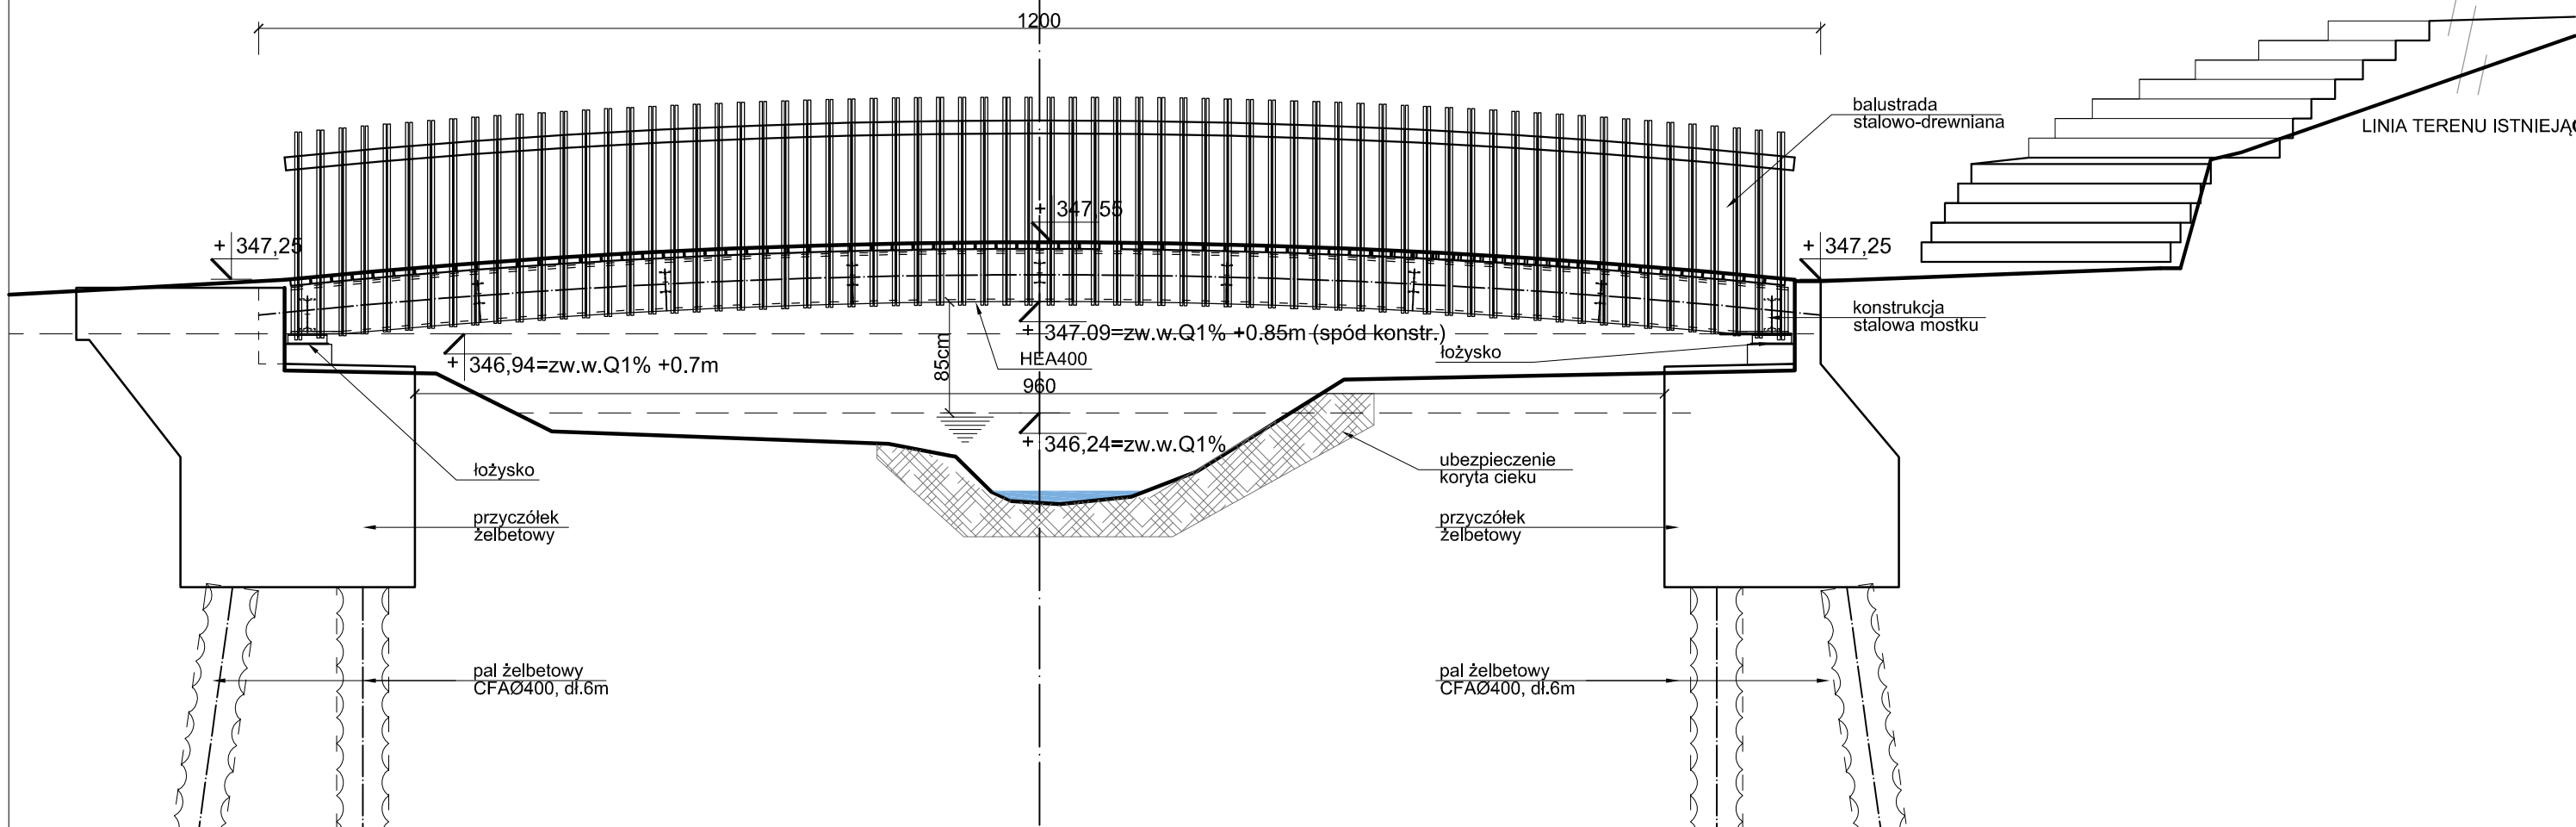 1200
balustrada
stalowo-drewniana
LINIA TERENU ISTNIEJĄC
+ 347,55
+ 347,25
+ 347,25
konstrukcja
stalowa mostku
+ 347.09=zw.w.Q1% +0.85m (spód konstr.)
łożysko
+ 346,94=zw.w.Q1% +0.7m
85cm
HEA400
960
+ 346,24=zw.w.Q1%
łożysko
ubezpieczenie
koryta cieku
przyczółek
żelbetowy
przyczółek
żelbetowy
pal żelbetowy
CFAØ400, dł.6m
pal żelbetowy
CFAØ400, dł.6m